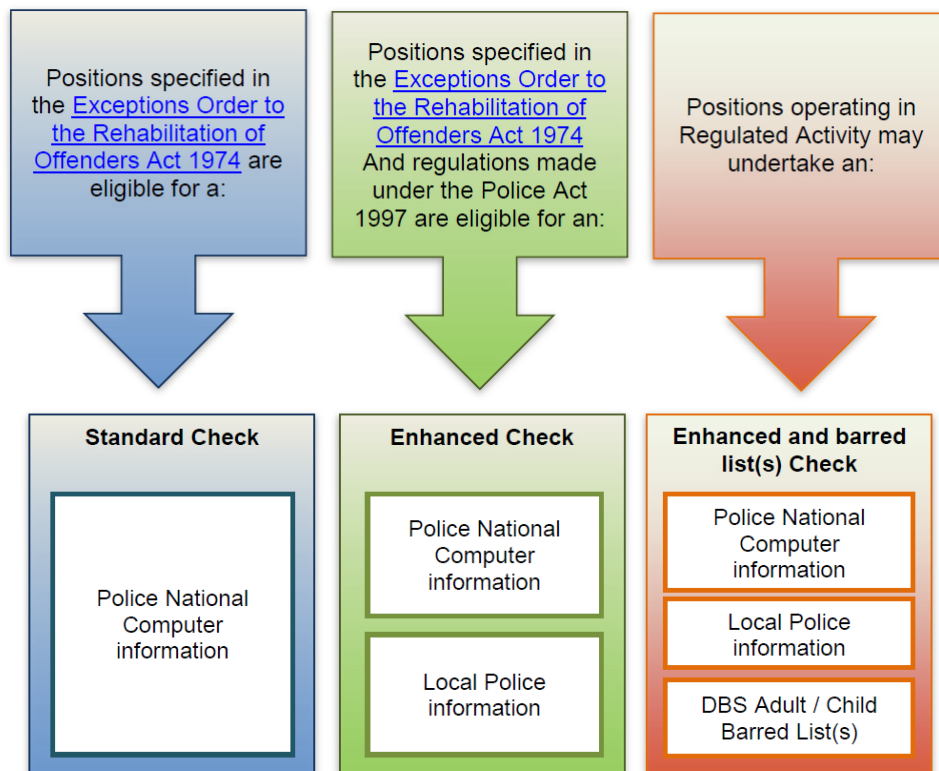 Positions specified in
the Exceptions Order to
the Rehabilitation of
Offenders Act 1974 are
eligible for a:
Positions specified in
the Exceptions Order to
the Rehabilitation of
Offenders Act 1974
And regulations made
under the Police Act
1997 are eligible for an:
Positions operating in
Regulated Activity may
undertake an:
Standard Check
Police National
Computer
information
Enhanced Check
Police National
Computer
information
Local Police
information
Enhanced and barred
list(s) Check
Police National
Computer
information
Local Police
information
DBS Adult / Child
Barred List(s)